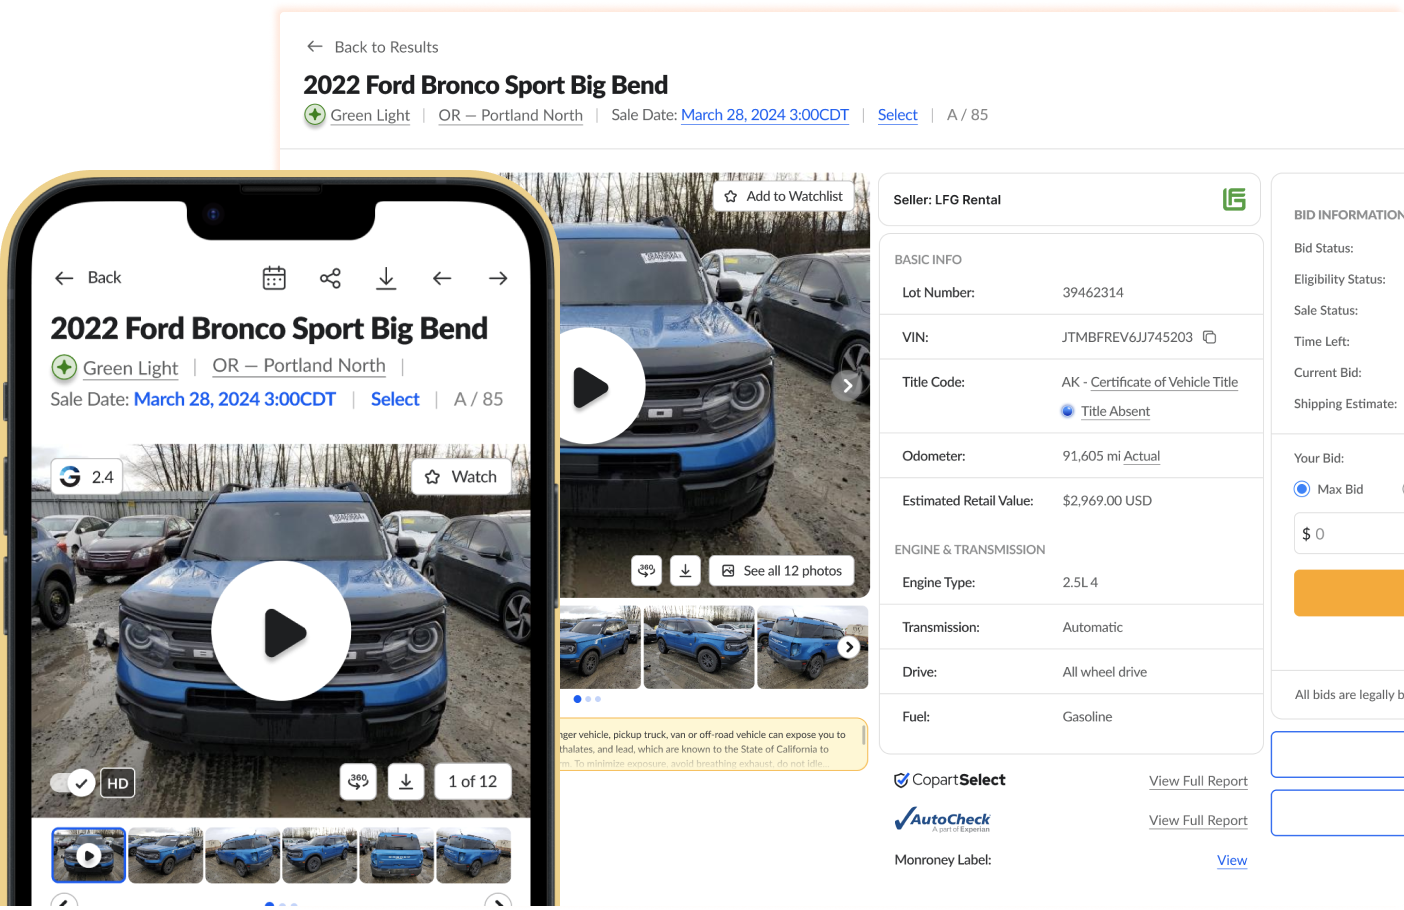 Back to Results
2022 Ford Bronco Sport Big Bend
Green Light | OR — Portland North | Sale Date: March 28, 2024 3:00CDT | Select | A / 85
Add to Watchlist
360
See all 12 photos
nger vehicle, pickup truck, van or off-road vehicle can expose you to
thalates, and lead, which are known to the State of California to
rm. To minimize exposure, avoid breathing exhaust, do not idle...
Seller: LFG Rental
BASIC INFO
Lot Number: 39462314
VIN: JTMBFREV6JJ745203
Title Code: AK - Certificate of Vehicle Title
Title Absent
Odometer: 91,605 mi Actual
Estimated Retail Value: $2,969.00 USD
ENGINE & TRANSMISSION
Engine Type: 2.5L 4
Transmission: Automatic
Drive: All wheel drive
Fuel: Gasoline
CopartSelect View Full Report
AutoCheck View Full Report
A part of Experian
Monroney Label: View
BID INFORMATION
Bid Status:
Eligibility Status:
Sale Status:
Time Left:
Current Bid:
Shipping Estimate:
Your Bid:
Max Bid
$ 0
All bids are legally b
Back
2022 Ford Bronco Sport Big Bend
Green Light | OR — Portland North |
Sale Date: March 28, 2024 3:00CDT | Select | A / 85
2.4
Watch
HD
360
1 of 12